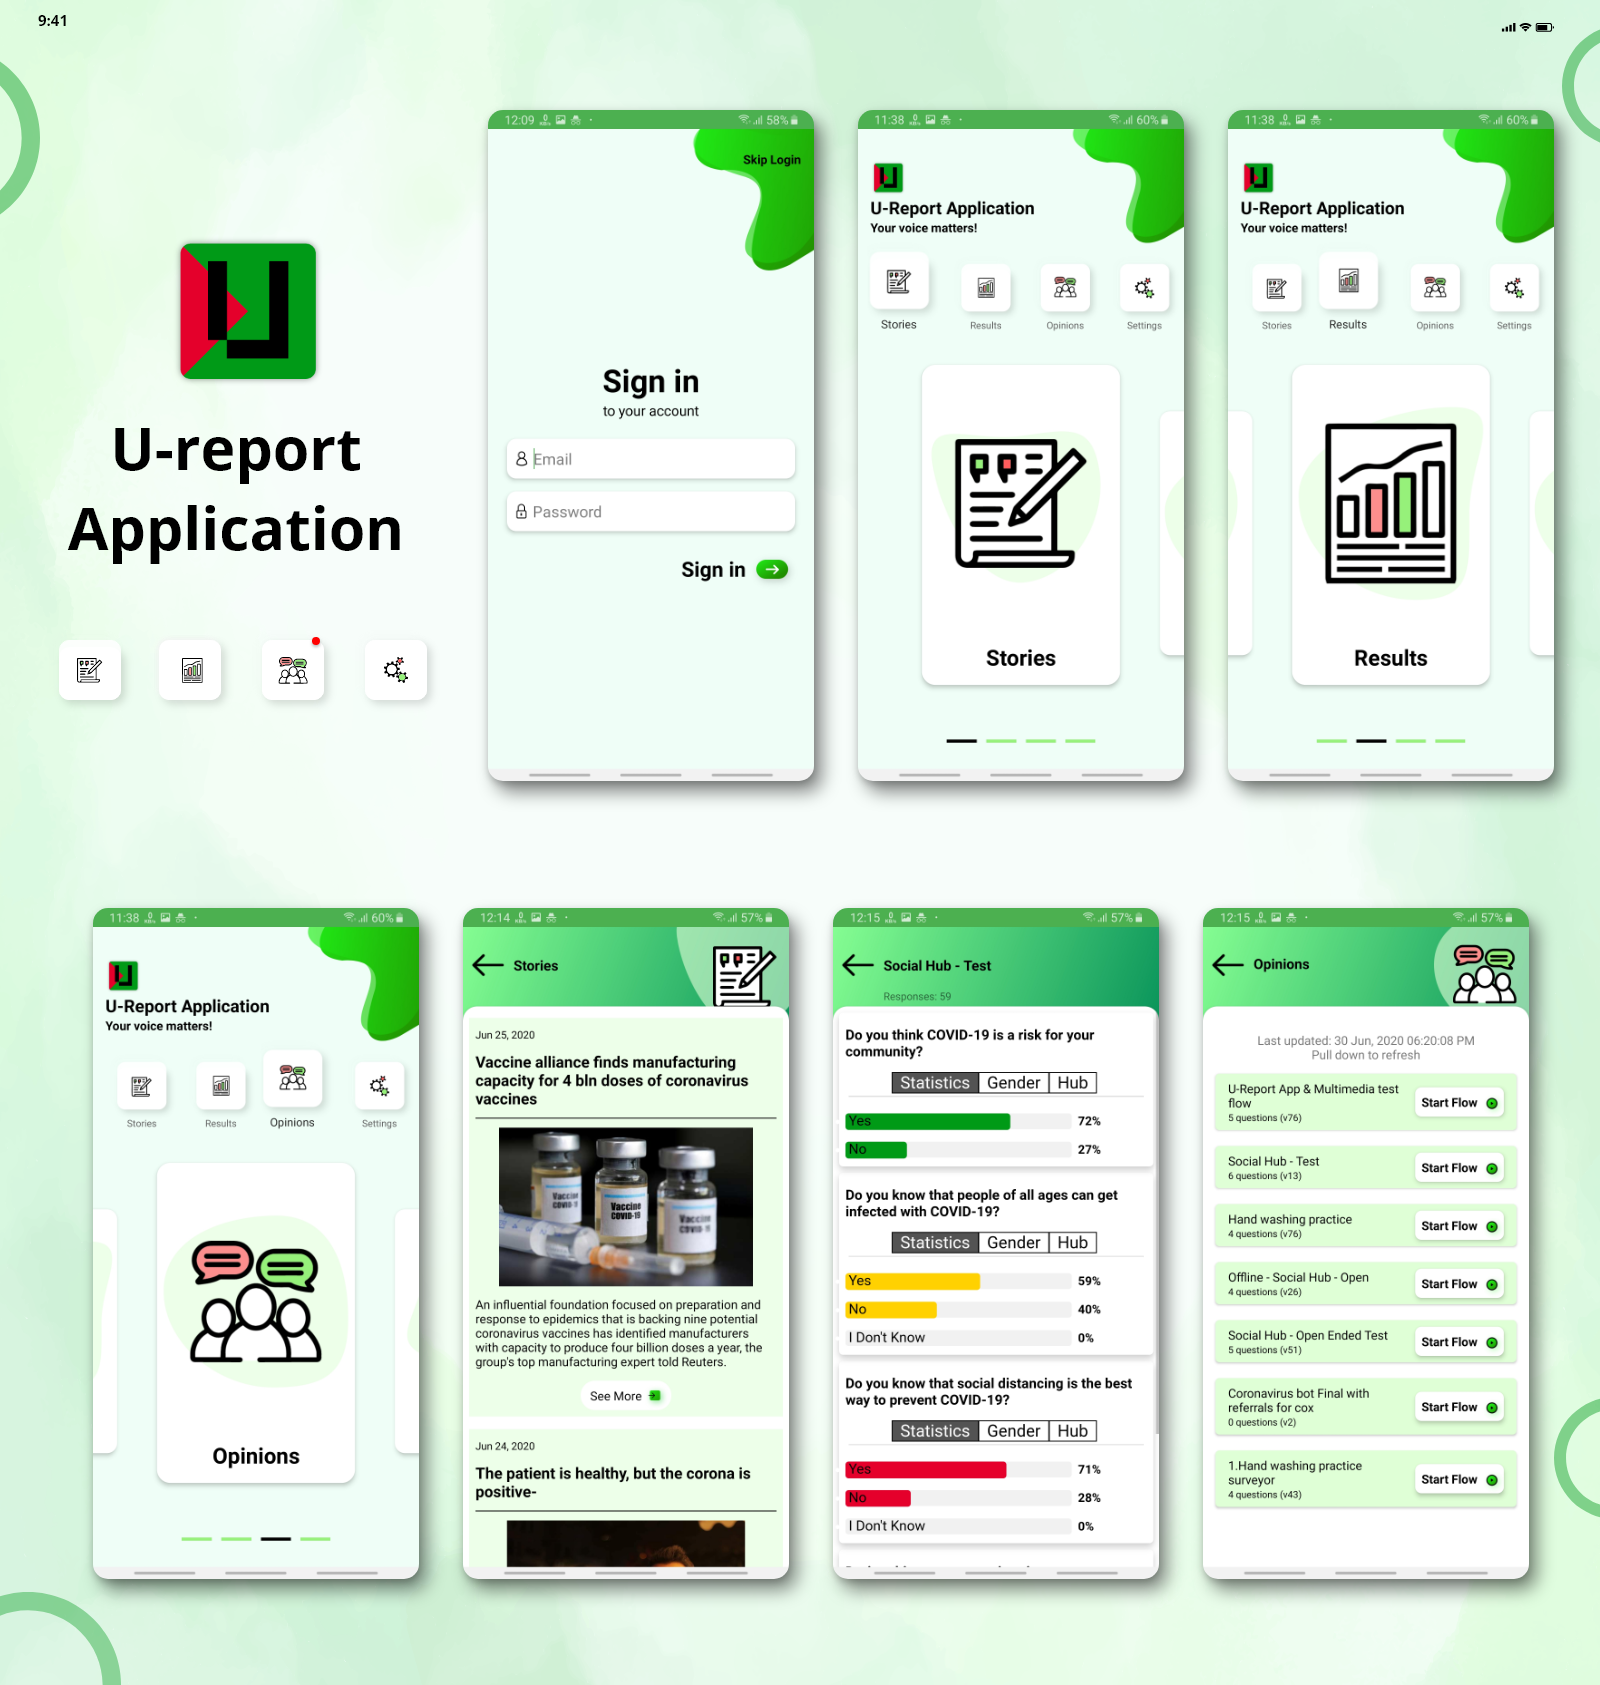 9:41
U-report
Application
12:09
58%
Skip Login
Sign in
to your account
Email
Password
Sign in
11:38
60%
U-Report Application
Your voice matters!
Stories
Results
Opinions
Settings
Stories
11:38
60%
U-Report Application
Your voice matters!
Stories
Results
Opinions
Settings
Results
11:38
60%
U-Report Application
Your voice matters!
Stories
Results
Opinions
Settings
Opinions
12:14
57%
Stories
Jun 25, 2020
Vaccine alliance finds manufacturing
capacity for 4 bln doses of coronavirus
vaccines
Vaccine
COVID-19
Vaccine
COVID-19
Vaccine
COVID-19
An influential foundation focused on preparation and
response to epidemics that is backing nine potential
coronavirus vaccines has identified manufacturers
with capacity to produce four billion doses a year, the
group's top manufacturing expert told Reuters.
See More
Jun 24, 2020
The patient is healthy, but the corona is
positive-
12:15
57%
Social Hub - Test
Responses: 59
Do you think COVID-19 is a risk for your
community?
Statistics Gender Hub
Yes 72%
No 27%
Do you know that people of all ages can get
infected with COVID-19?
Statistics Gender Hub
Yes 59%
No 40%
I Don't Know 0%
Do you know that social distancing is the best
way to prevent COVID-19?
Statistics Gender Hub
Yes 71%
No 28%
I Don't Know 0%
12:15
57%
Opinions
Last updated: 30 Jun, 2020 06:20:08 PM
Pull down to refresh
U-Report App & Multimedia test
flow
5 questions (v76)
Start Flow
Social Hub - Test
6 questions (v13)
Start Flow
Hand washing practice
4 questions (v76)
Start Flow
Offline - Social Hub - Open
4 questions (v26)
Start Flow
Social Hub - Open Ended Test
5 questions (v51)
Start Flow
Coronavirus bot Final with
referrals for cox
0 questions (v2)
Start Flow
1.Hand washing practice
surveyor
4 questions (v43)
Start Flow